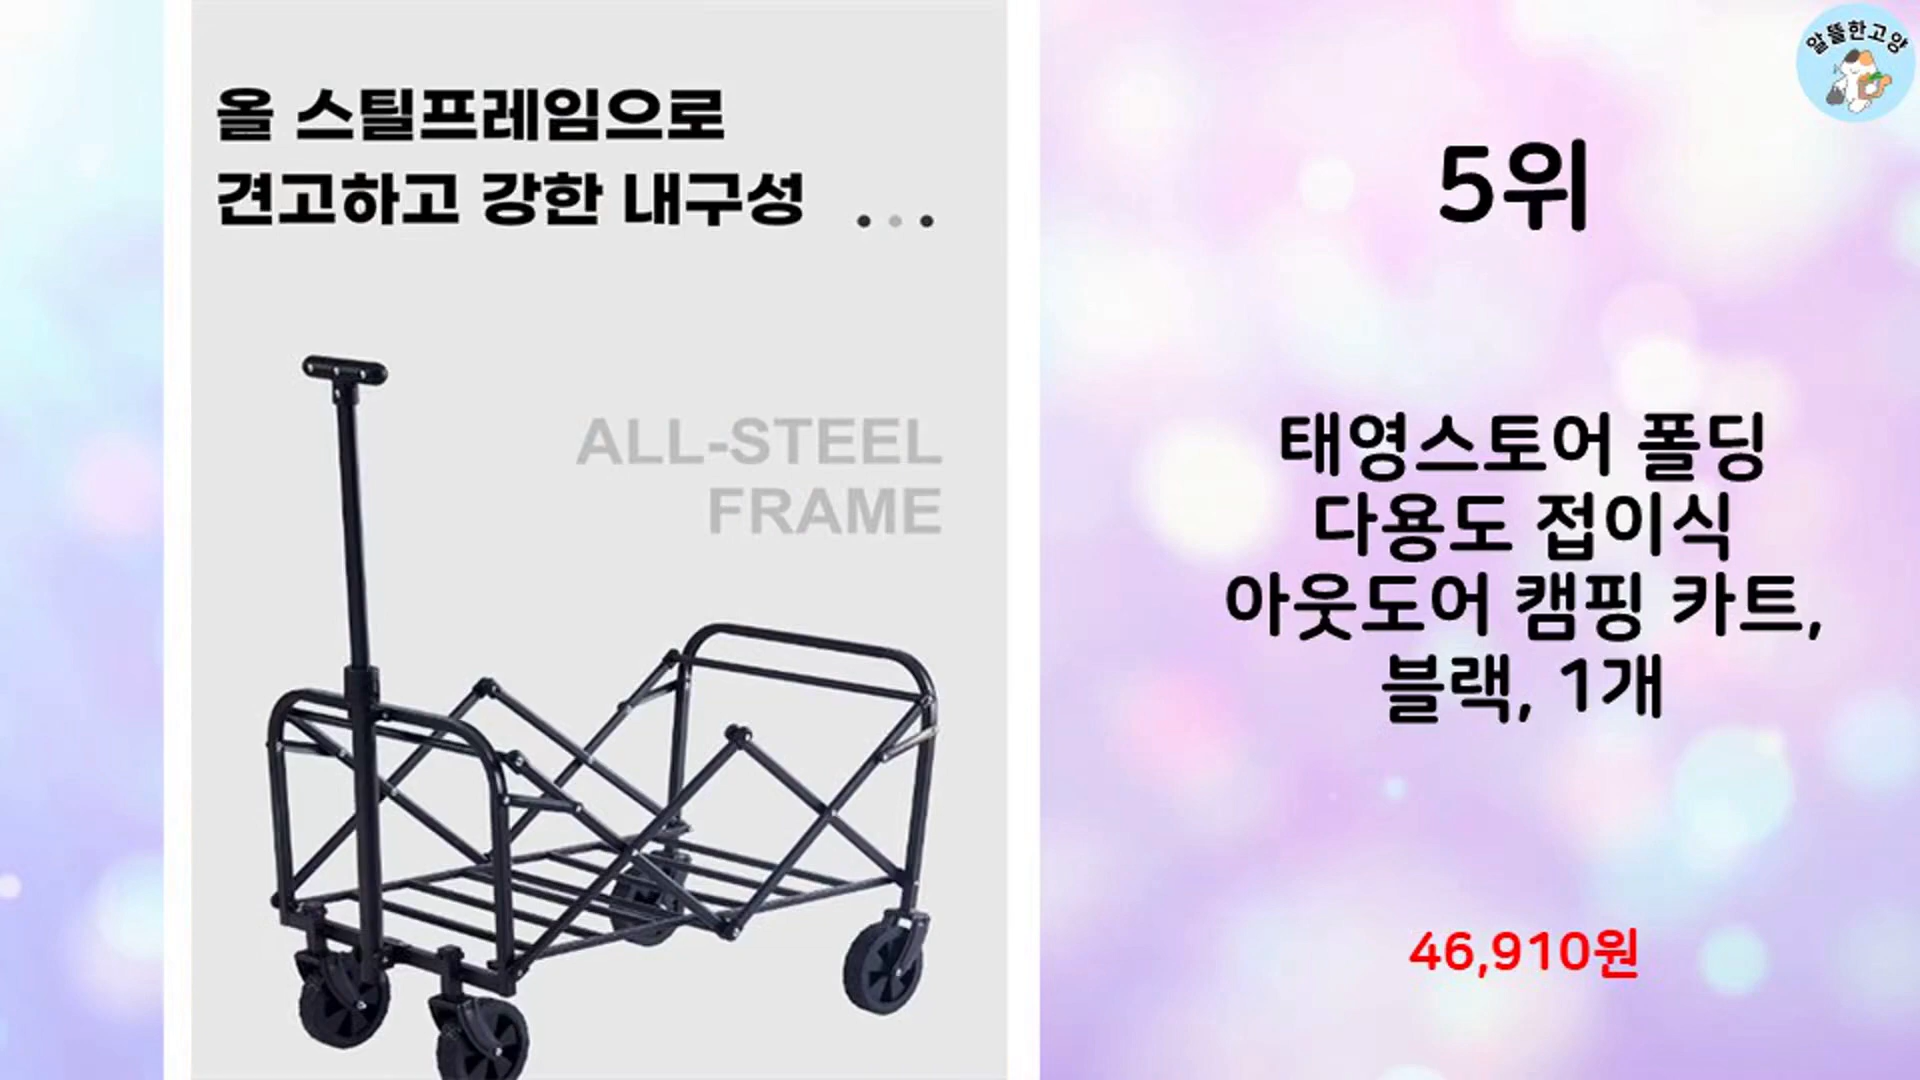 올 스틸프레임으로
견고하고 강한 내구성
ALL-STEEL
FRAME
알뜰한고양
5위
태영스토어 폴딩
다용도 접이식
아웃도어 캠핑 카트,
블랙, 1개
46,910원